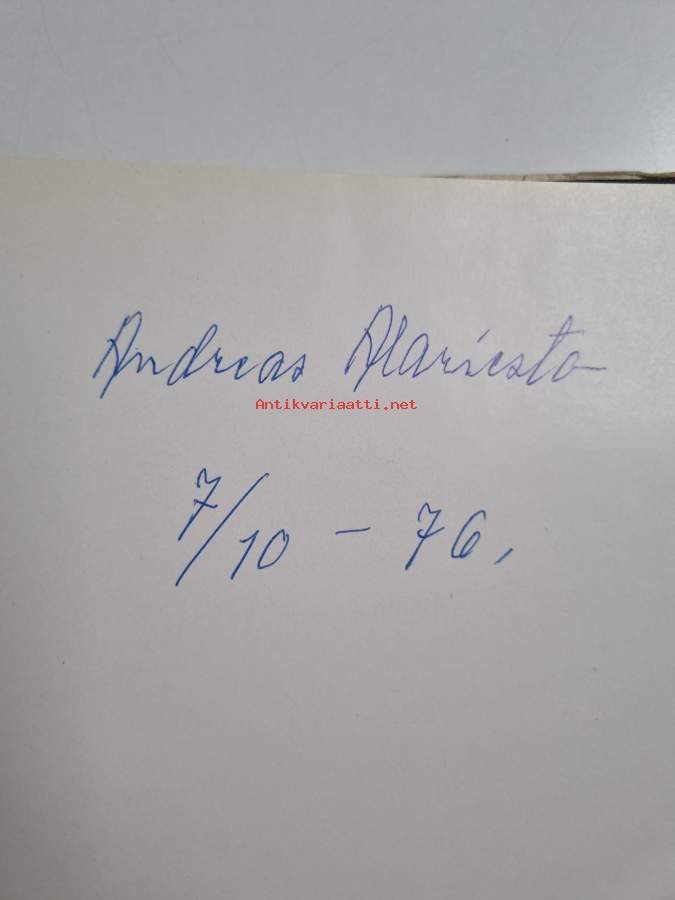 Andreas Alariesto
Antikvariaatti.net
7/10 - 76,